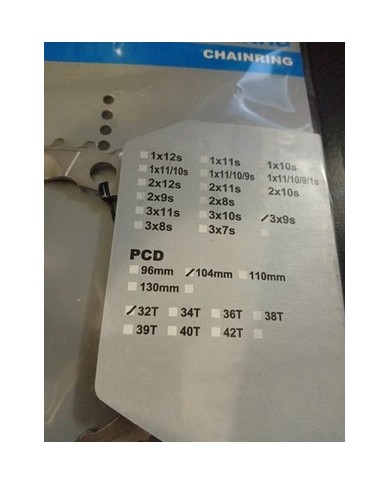 CHAINRING
1x12s 1x11s 1x10s
1x11/10s 1x11/10/9s 1x11/10/9/1s
2x12s 2x11s 2x10s
2x9s 2x8s
3x11s 3x10s 3x9s
3x8s 3x7s
PCD
96mm 104mm 110mm
130mm
32T 34T 36T 38T
39T 40T 42T